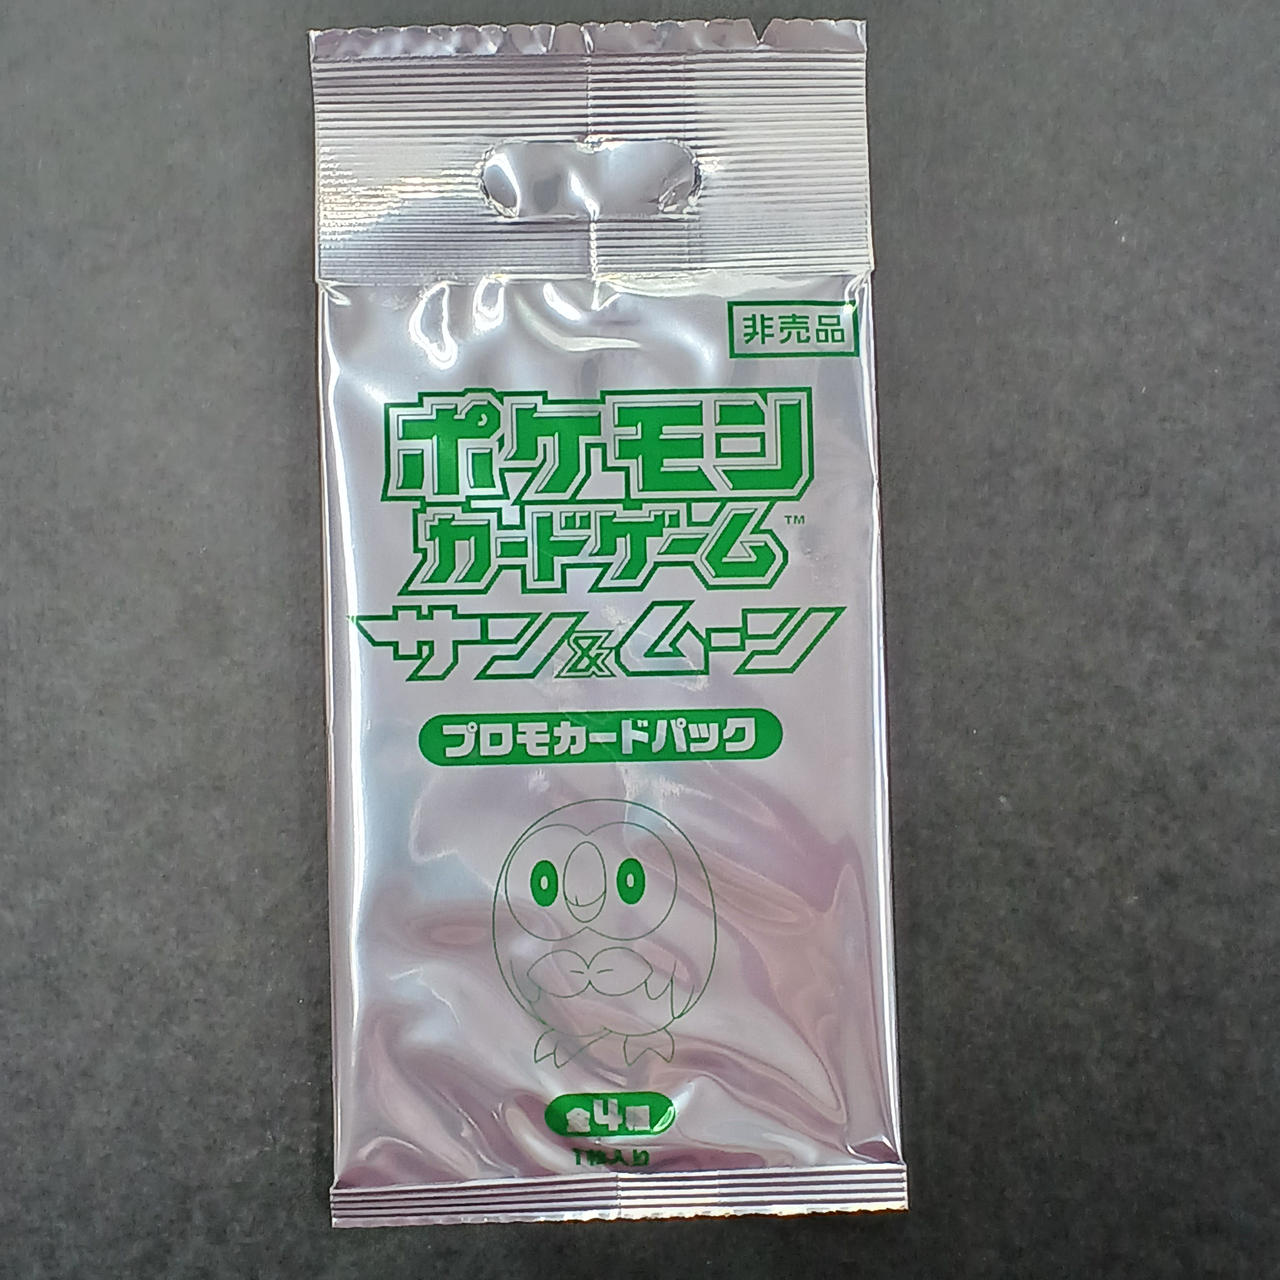 非売品
ポケモン
カードゲーム™
サン&ムーン
プロモカードパック
全4種
1枚入り